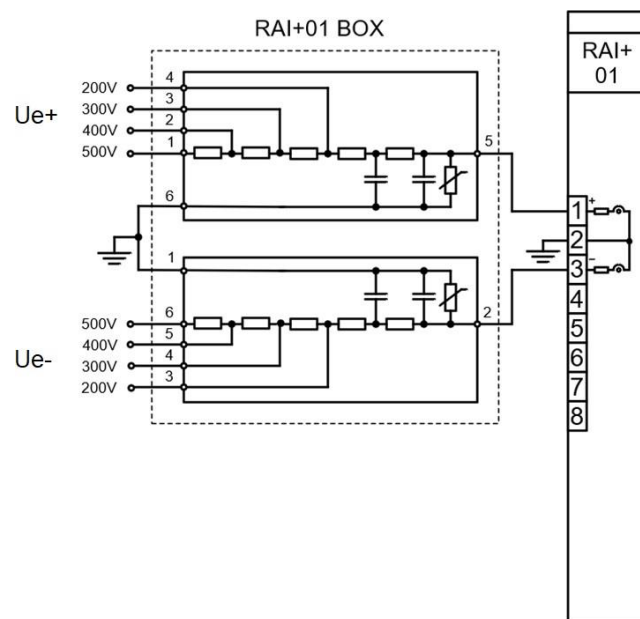 RAI+01 BOX
RAI+
01
Ue+
200V 4
300V 3
400V 2
500V 1
5
6
1 +
2
3 −
4
5
6
7
8
1
2
Ue-
500V 6
400V 5
300V 4
200V 3